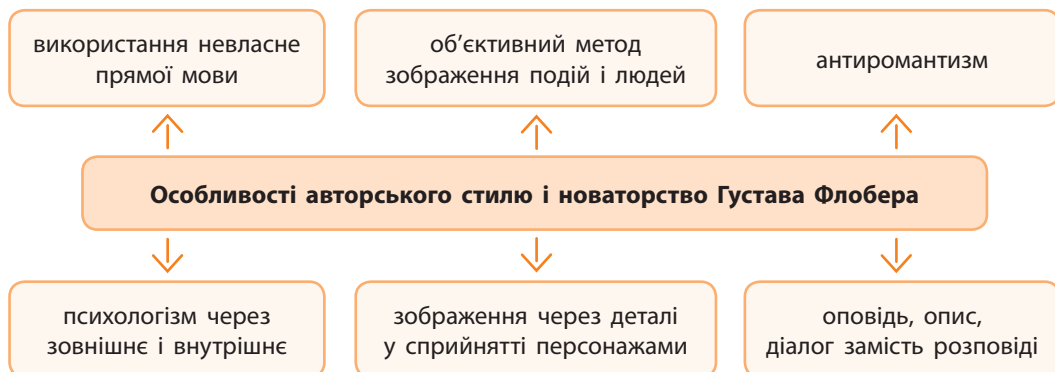 використання невласне
прямої мови
об’єктивний метод
зображення подій і людей
антиромантизм
Особливості авторського стилю і новаторство Густава Флобера
психологізм через
зовнішнє і внутрішнє
зображення через деталі
у сприйнятті персонажами
оповідь, опис,
діалог замість розповіді